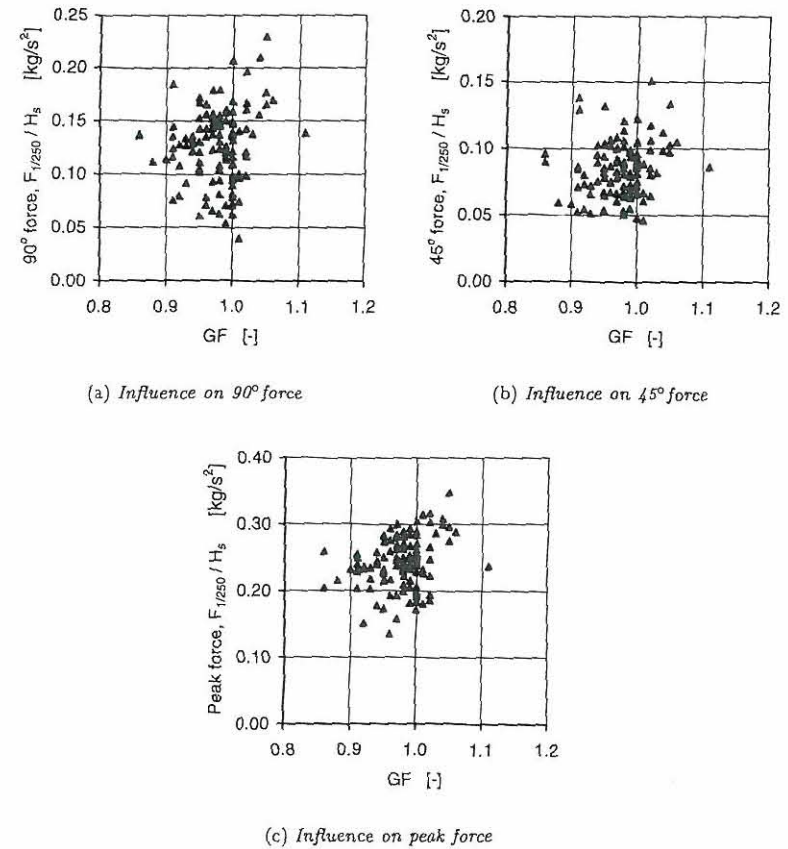 0.25
0.20
0.15
0.10
0.05
0.00
90° force, F1/250 / Hs [kg/s²]
0.8 0.9 1.0 1.1 1.2
GF [-]
(a) Influence on 90° force
0.20
0.15
0.10
0.05
0.00
45° force, F1/250 / Hs [kg/s²]
0.8 0.9 1.0 1.1 1.2
GF [-]
(b) Influence on 45° force
0.40
0.30
0.20
0.10
0.00
Peak force, F1/250 / Hs [kg/s²]
0.8 0.9 1.0 1.1 1.2
GF [-]
(c) Influence on peak force